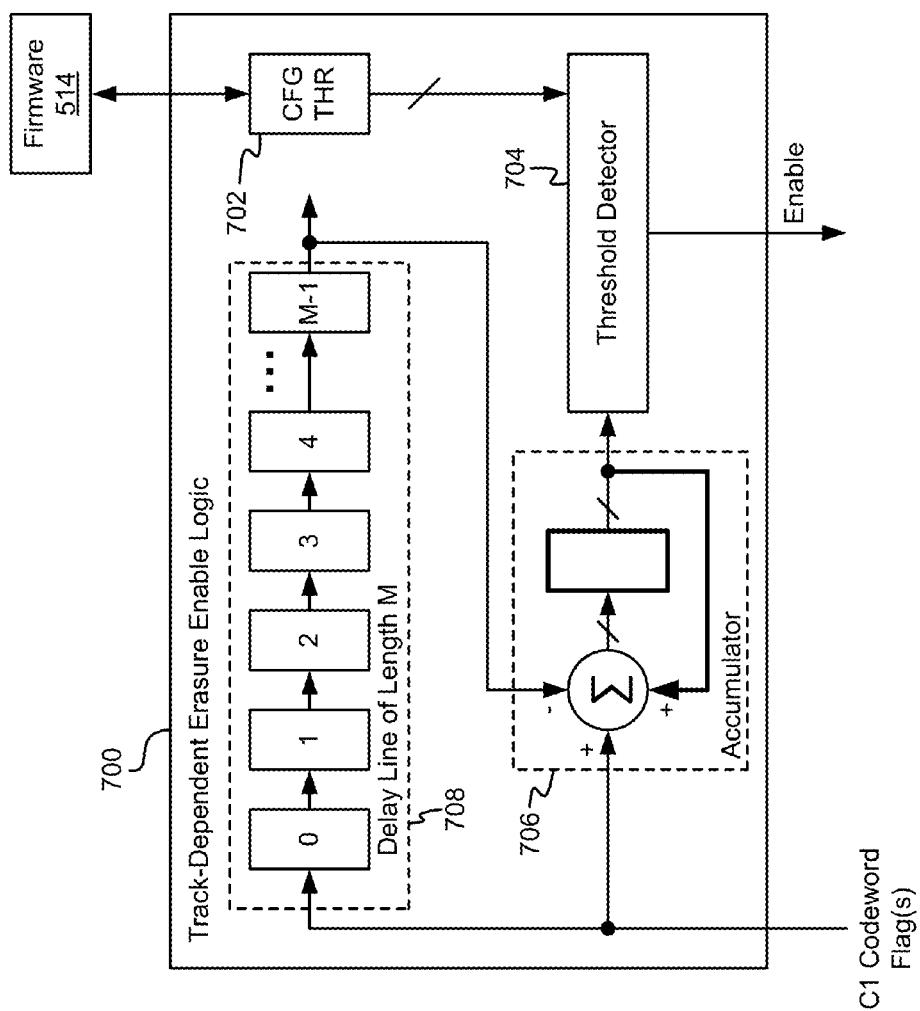 Firmware
514
700
Track-Dependent Erasure Enable Logic
0
1
2
3
4
...
M-1
Delay Line of Length M
708
702
CFG
THR
704
Threshold Detector
Enable
706
-
+
+
Σ
Accumulator
C1 Codeword
Flag(s)